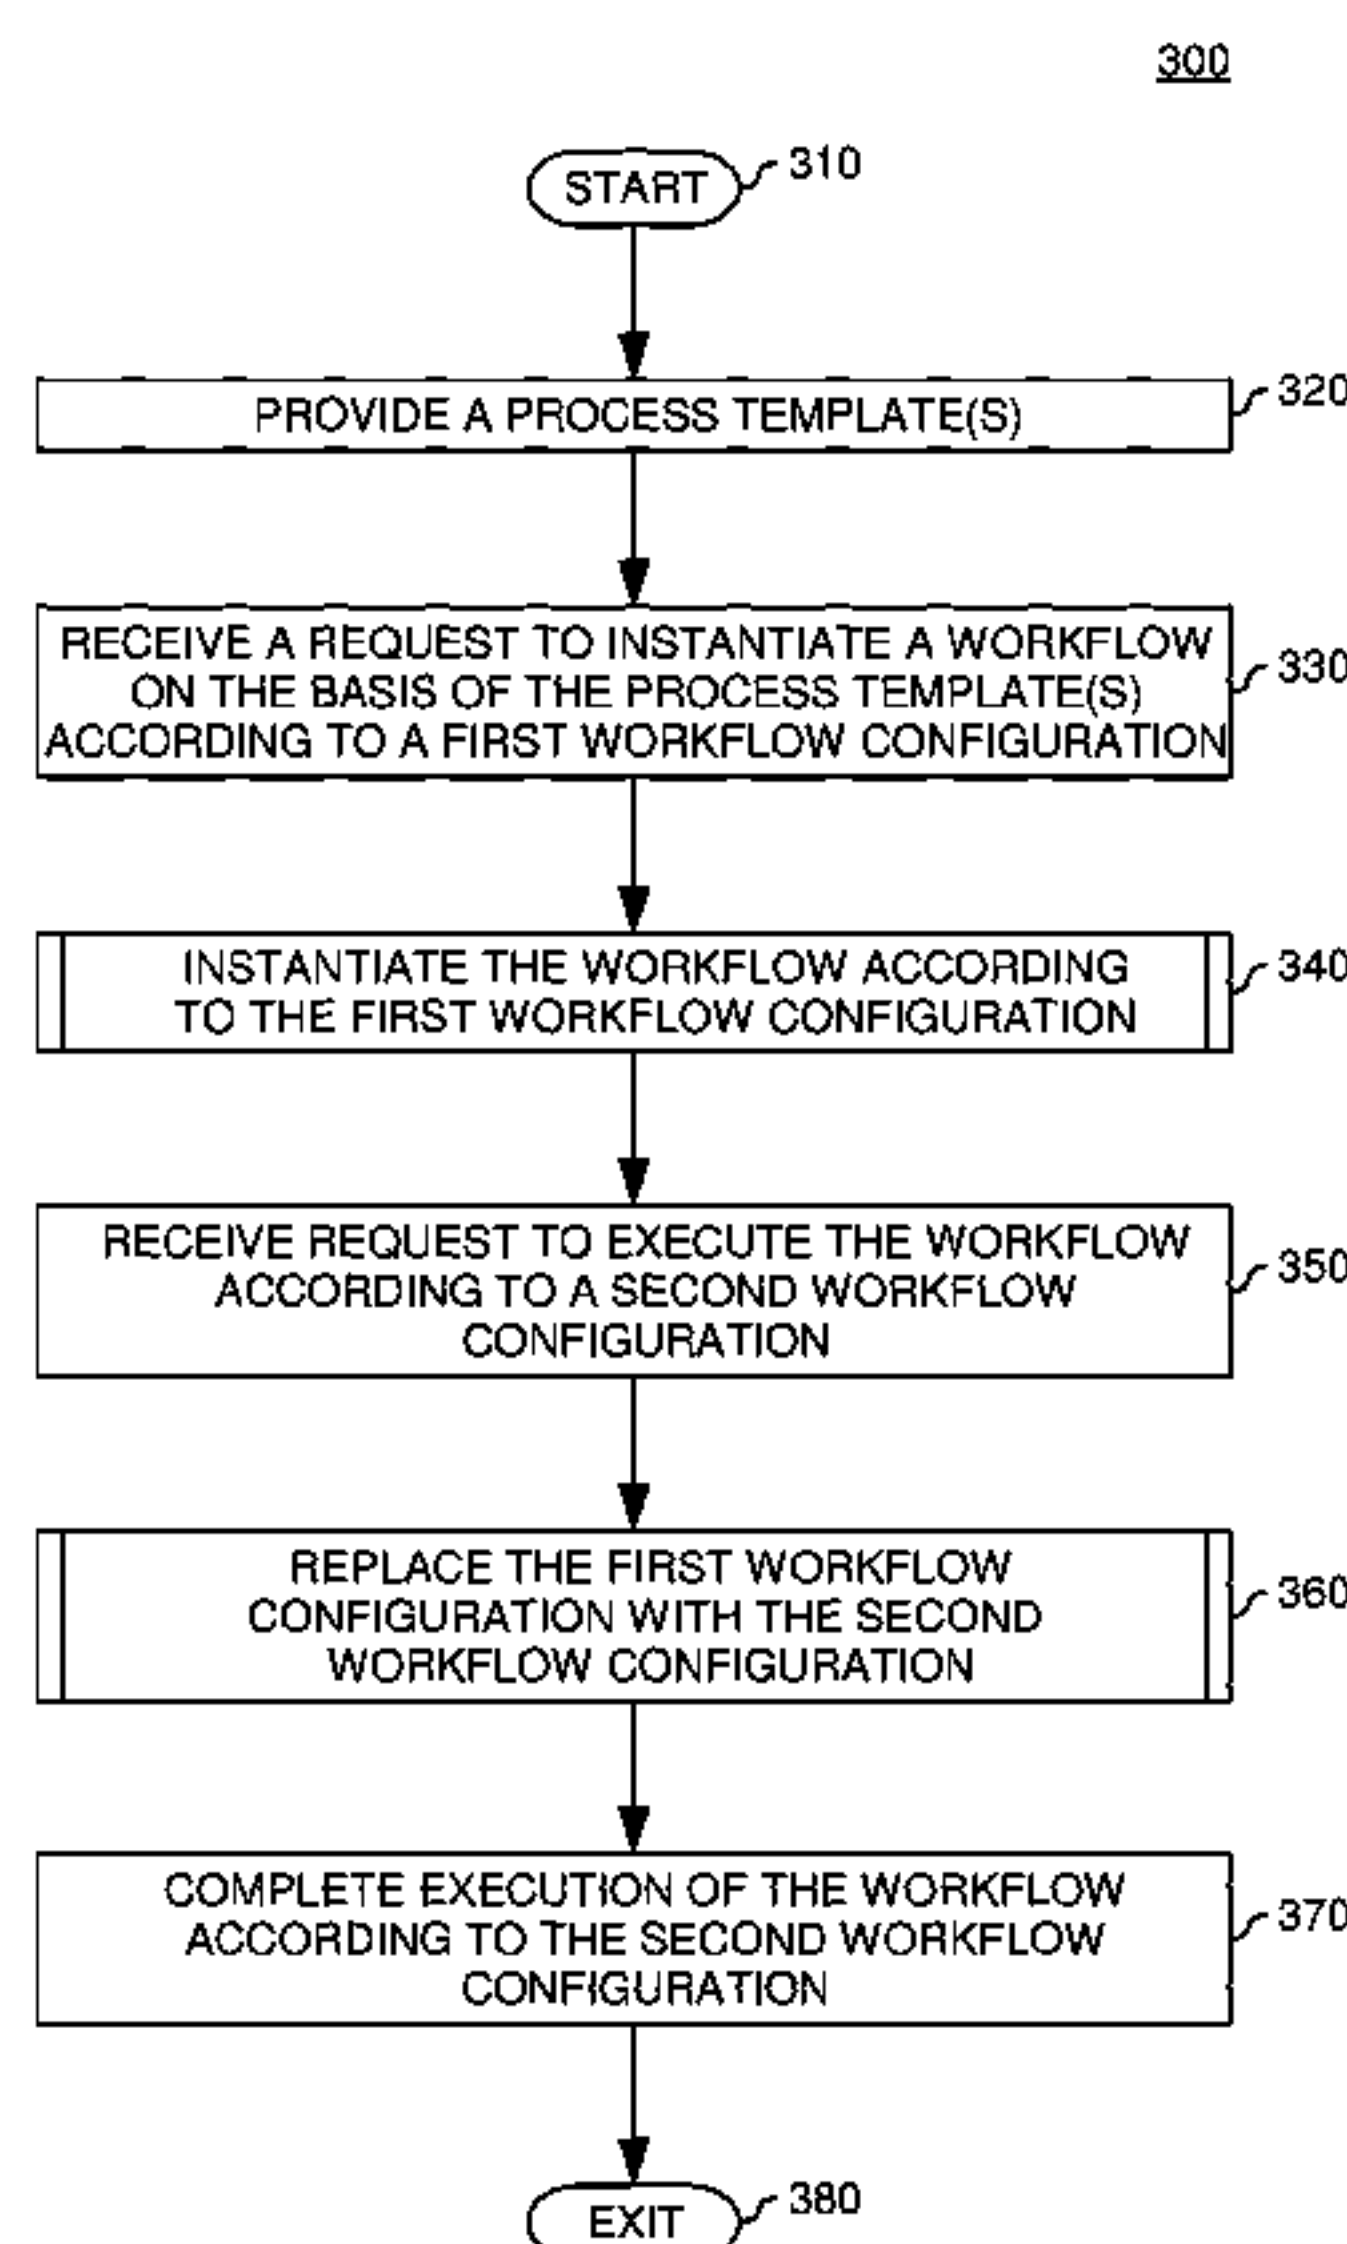 300
START
310
PROVIDE A PROCESS TEMPLATE(S)
320
RECEIVE A REQUEST TO INSTANTIATE A WORKFLOW
ON THE BASIS OF THE PROCESS TEMPLATE(S)
ACCORDING TO A FIRST WORKFLOW CONFIGURATION
330
INSTANTIATE THE WORKFLOW ACCORDING
TO THE FIRST WORKFLOW CONFIGURATION
340
RECEIVE REQUEST TO EXECUTE THE WORKFLOW
ACCORDING TO A SECOND WORKFLOW
CONFIGURATION
350
REPLACE THE FIRST WORKFLOW
CONFIGURATION WITH THE SECOND
WORKFLOW CONFIGURATION
360
COMPLETE EXECUTION OF THE WORKFLOW
ACCORDING TO THE SECOND WORKFLOW
CONFIGURATION
370
EXIT
380